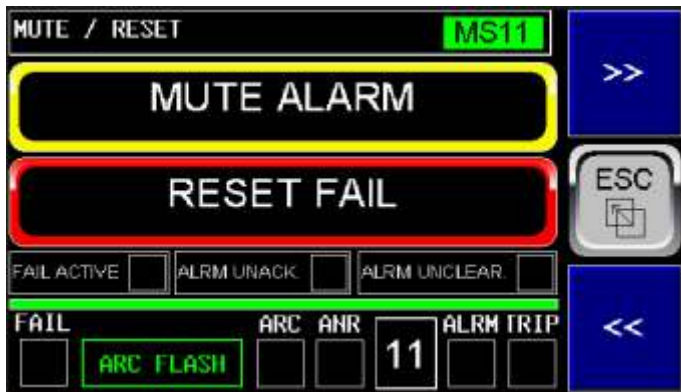 MUTE / RESET MS11
>>
MUTE ALARM
RESET FAIL
ESC
FAIL ACTIVE ALRM UNACK. ALRM UNCLEAR.
FAIL ARC ANR ALRM TRIP
ARC FLASH 11
<<